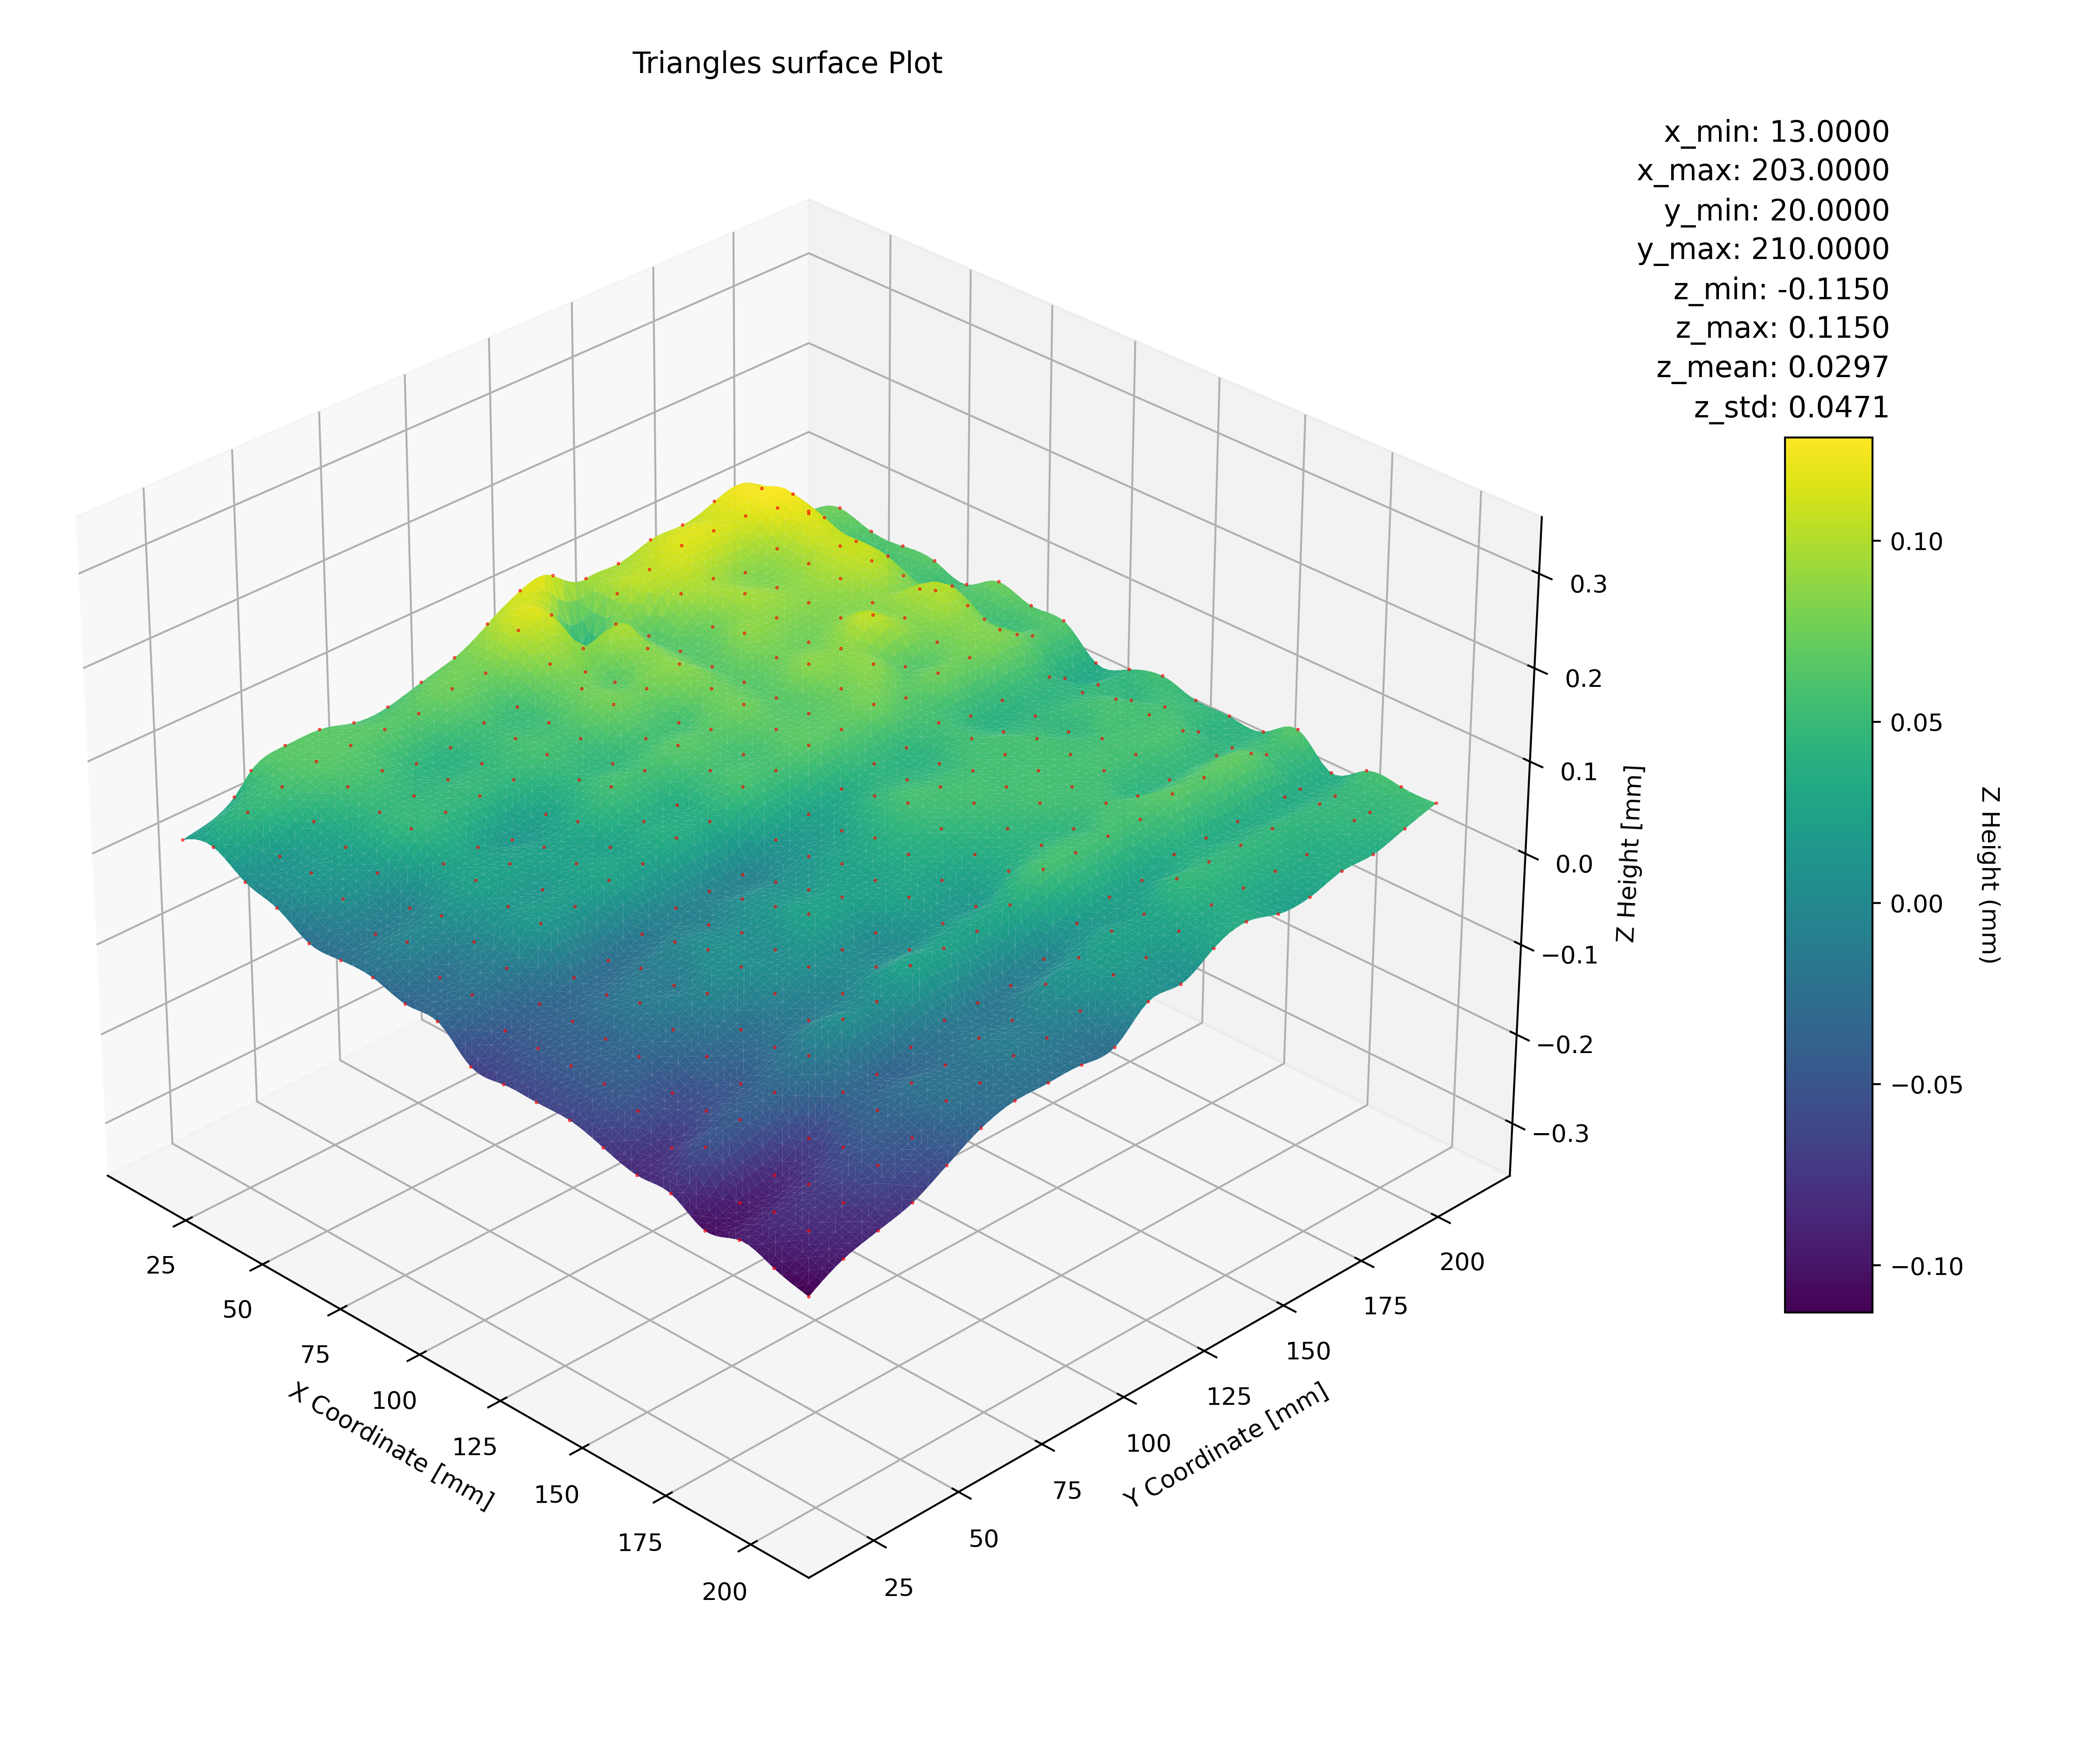 Triangles surface Plot
x_min: 13.0000
x_max: 203.0000
y_min: 20.0000
y_max: 210.0000
z_min: -0.1150
z_max: 0.1150
z_mean: 0.0297
z_std: 0.0471
0.3
0.2
0.1
0.0
−0.1
−0.2
−0.3
Z Height [mm]
0.10
0.05
0.00
−0.05
−0.10
Z Height (mm)
25
50
75
100
125
150
175
200
X Coordinate [mm]
25
50
75
100
125
150
175
200
Y Coordinate [mm]